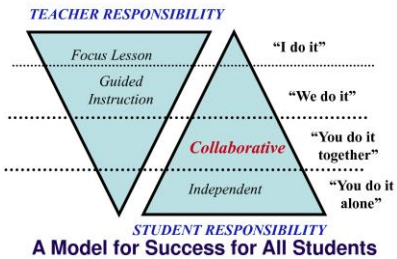 TEACHER RESPONSIBILITY
Focus Lesson
“I do it”
Guided
Instruction
“We do it”
Collaborative
“You do it
together”
Independent
“You do it
alone”
STUDENT RESPONSIBILITY
A Model for Success for All Students